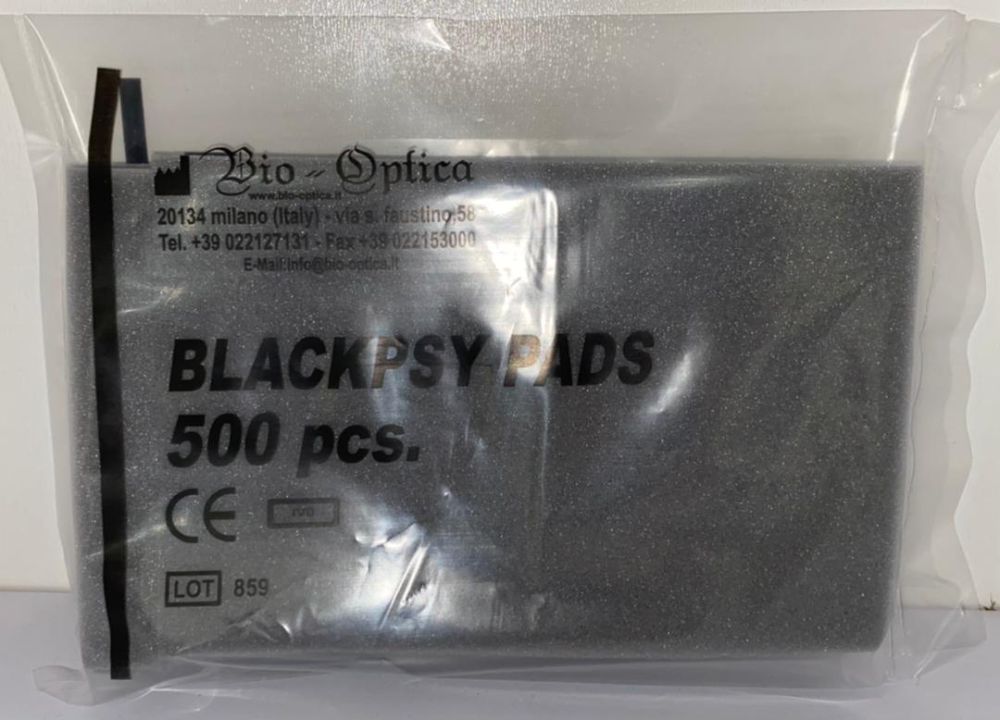 Bio - Optica
www.bio-optica.it
20134 milano (Italy) - via s. faustino,58
Tel. +39 022127131 - Fax +39 022153000
E-Mail:info@bio-optica.it
BLACKPSY PADS
500 pcs.
CE IVD
LOT 859